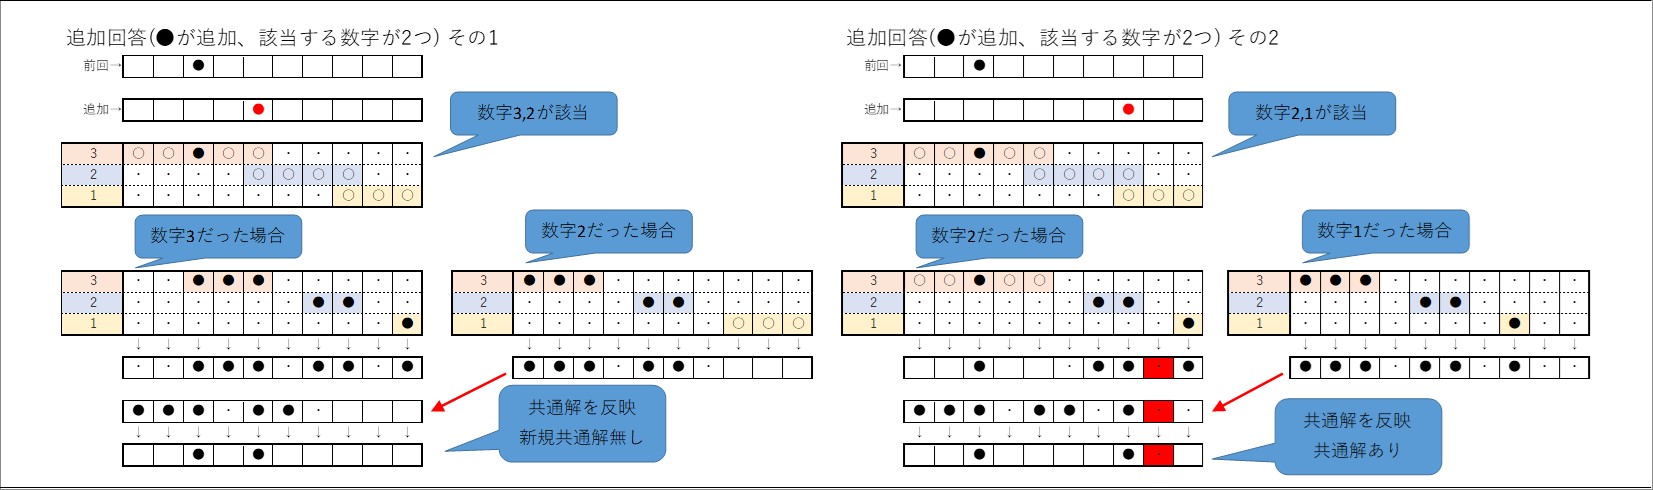 追加回答(●が追加、該当する数字が2つ) その1
前回→
追加→
数字3,2が該当
3
2
1
数字3だった場合
数字2だった場合
3
2
1
3
2
1
共通解を反映
新規共通解無し
追加回答(●が追加、該当する数字が2つ) その2
前回→
追加→
数字2,1が該当
3
2
1
数字2だった場合
数字1だった場合
3
2
1
3
2
1
共通解を反映
共通解あり